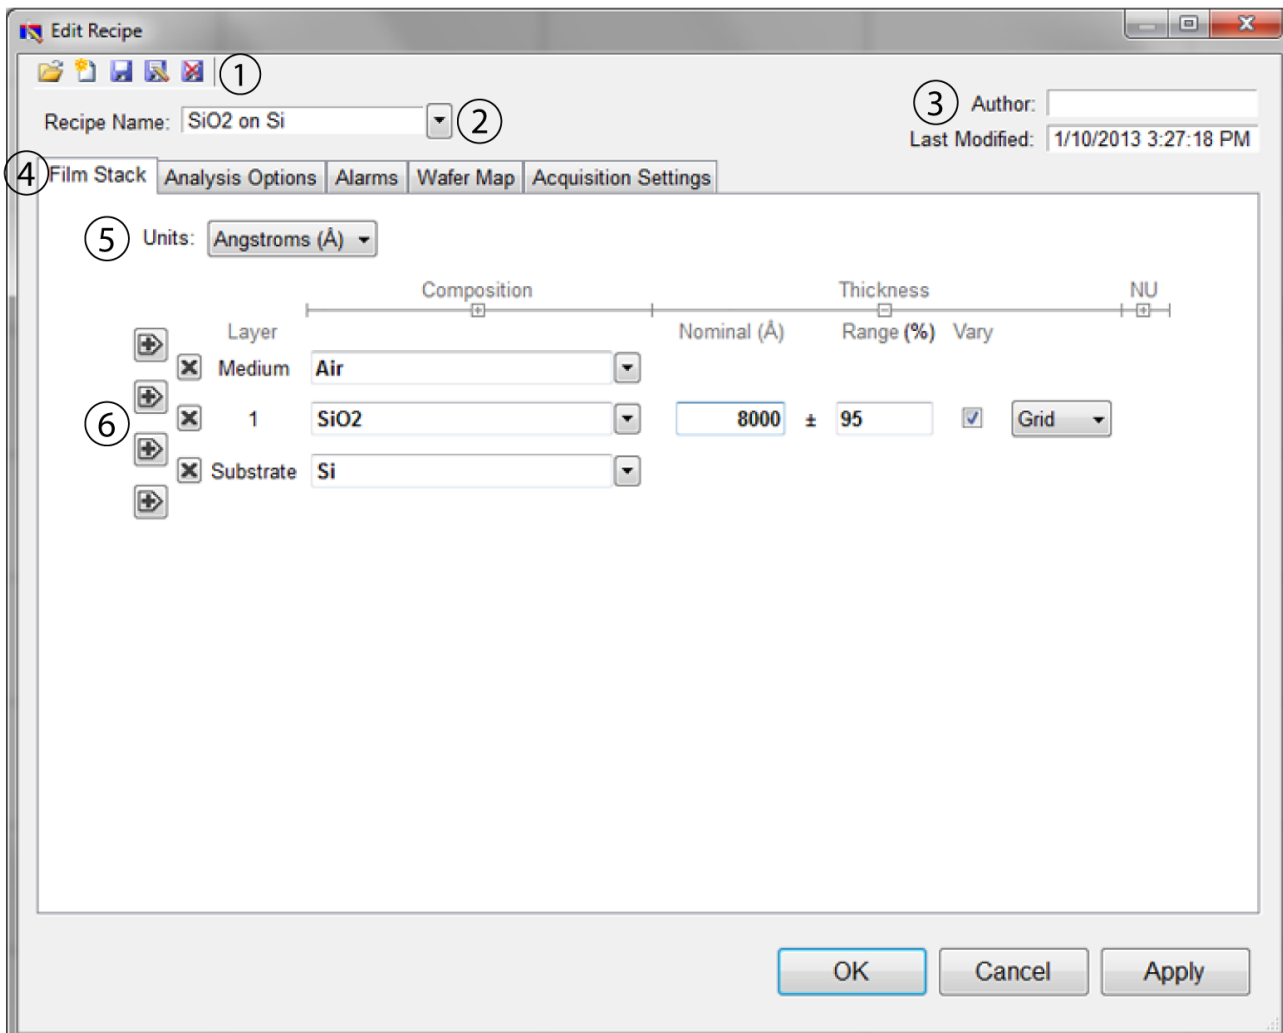 Edit Recipe
1
3 Author:
Recipe Name: SiO2 on Si 2
Last Modified: 1/10/2013 3:27:18 PM
4 Film Stack Analysis Options Alarms Wafer Map Acquisition Settings
5 Units: Angstroms (Å)
Composition Thickness NU
Layer Nominal (Å) Range (%) Vary
Medium Air
6 1 SiO2 8000 ± 95 Grid
Substrate Si
OK Cancel Apply